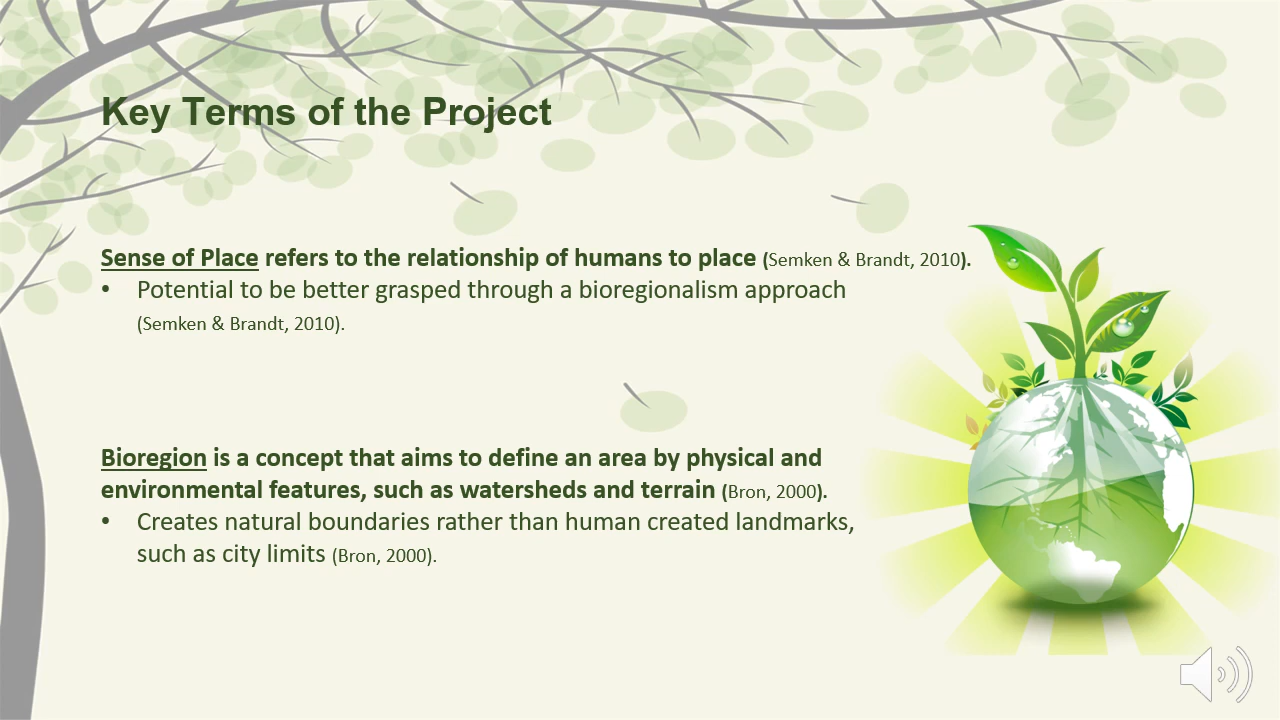 Key Terms of the Project
Sense of Place refers to the relationship of humans to place (Semken & Brandt, 2010).
• Potential to be better grasped through a bioregionalism approach
(Semken & Brandt, 2010).
Bioregion is a concept that aims to define an area by physical and
environmental features, such as watersheds and terrain (Bron, 2000).
• Creates natural boundaries rather than human created landmarks,
such as city limits (Bron, 2000).